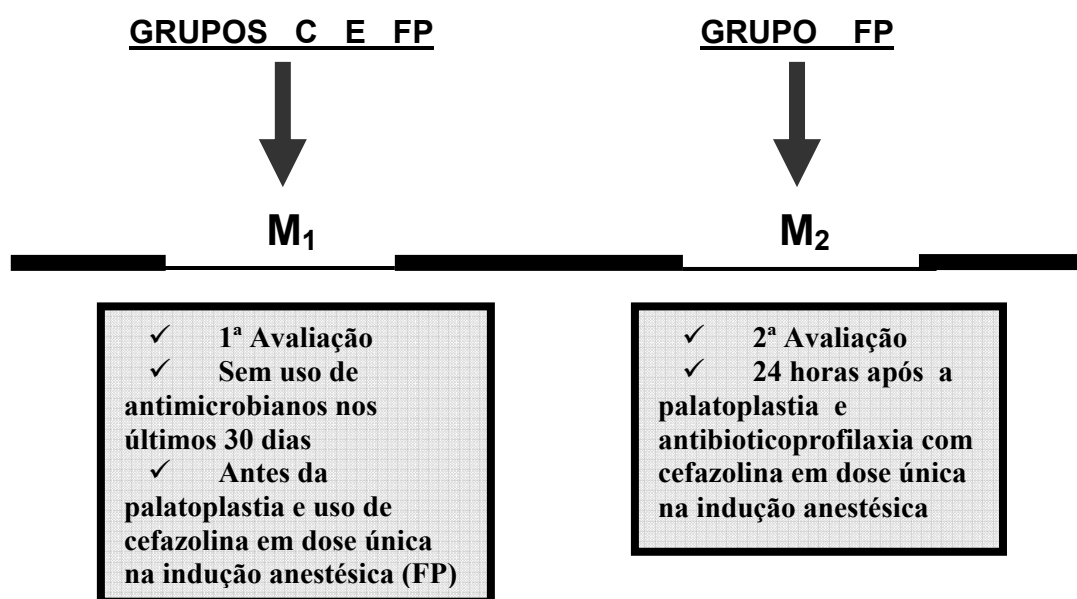 GRUPOS C E FP
GRUPO FP
M₁
M₂
✓ 1ª Avaliação
✓ Sem uso de
antimicrobianos nos
últimos 30 dias
✓ Antes da
palatoplastia e uso de
cefazolina em dose única
na indução anestésica (FP)
✓ 2ª Avaliação
✓ 24 horas após a
palatoplastia e
antibioticoprofilaxia com
cefazolina em dose única
na indução anestésica